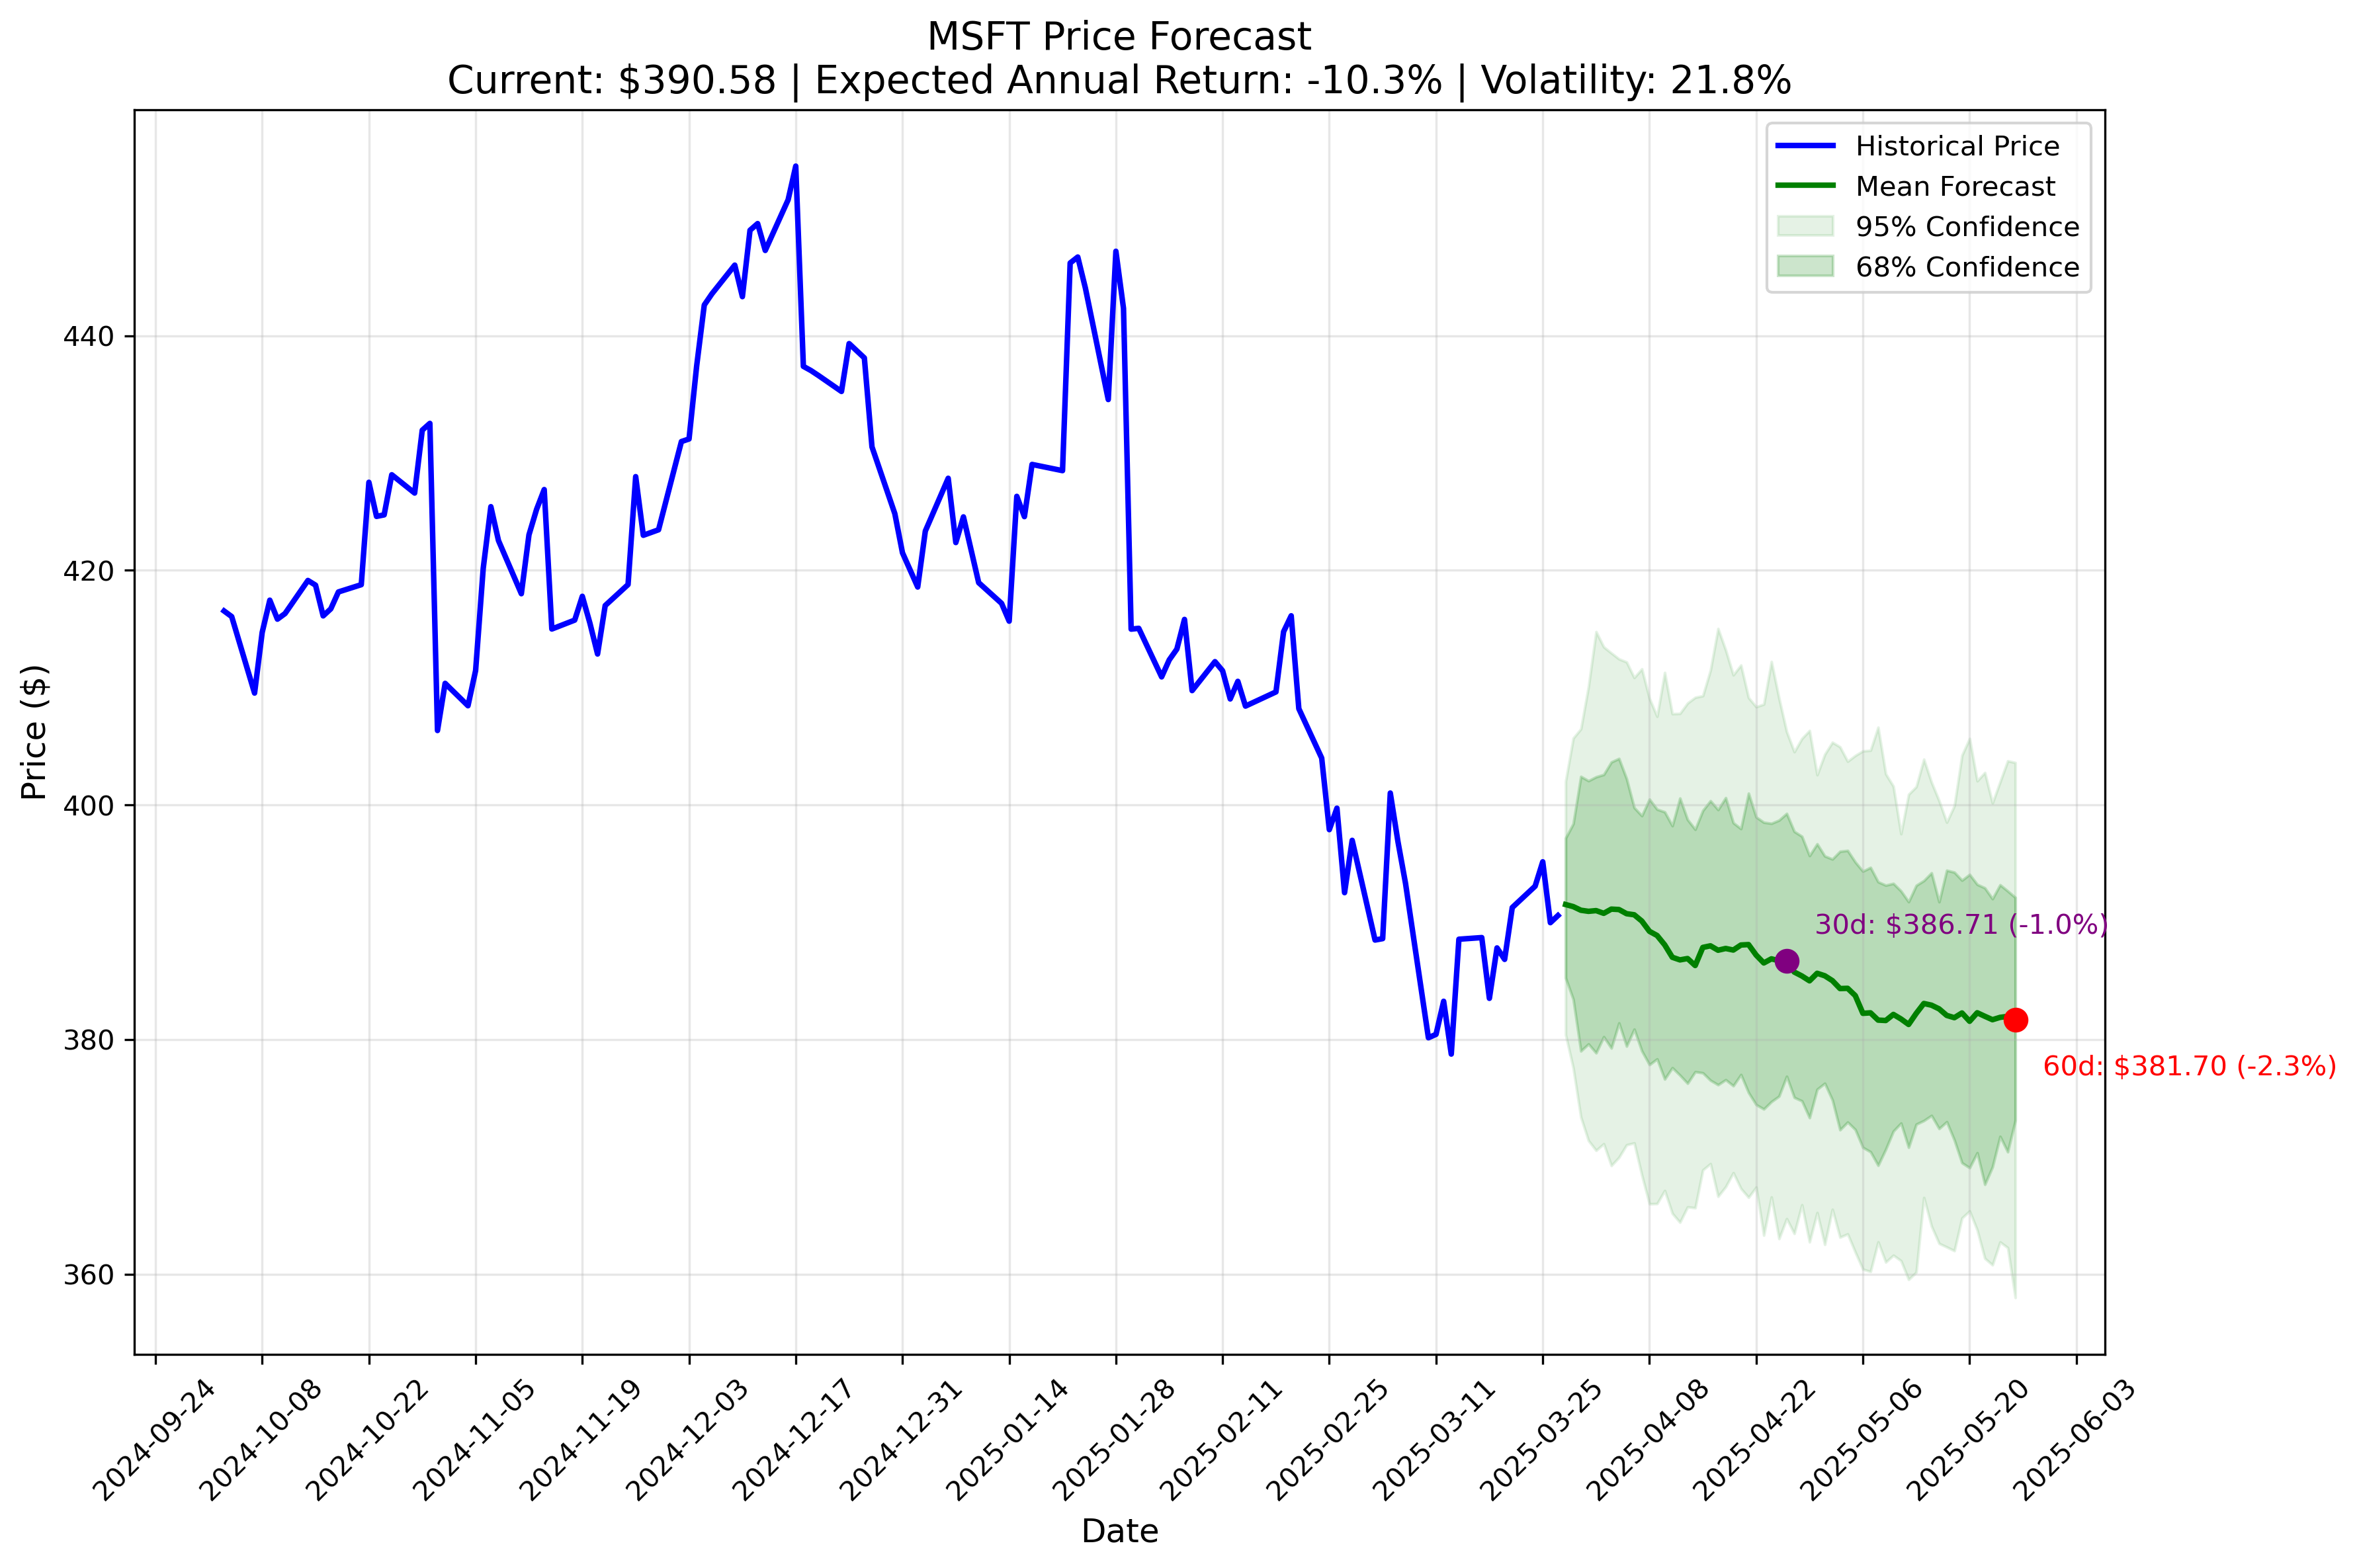 MSFT Price Forecast
Current: $390.58 | Expected Annual Return: -10.3% | Volatility: 21.8%
Historical Price
Mean Forecast
95% Confidence
68% Confidence
Price ($)
440
420
400
380
360
30d: $386.71 (-1.0%)
60d: $381.70 (-2.3%)
2024-09-24
2024-10-08
2024-10-22
2024-11-05
2024-11-19
2024-12-03
2024-12-17
2024-12-31
2025-01-14
2025-01-28
2025-02-11
2025-02-25
2025-03-11
2025-03-25
2025-04-08
2025-04-22
2025-05-06
2025-05-20
2025-06-03
Date